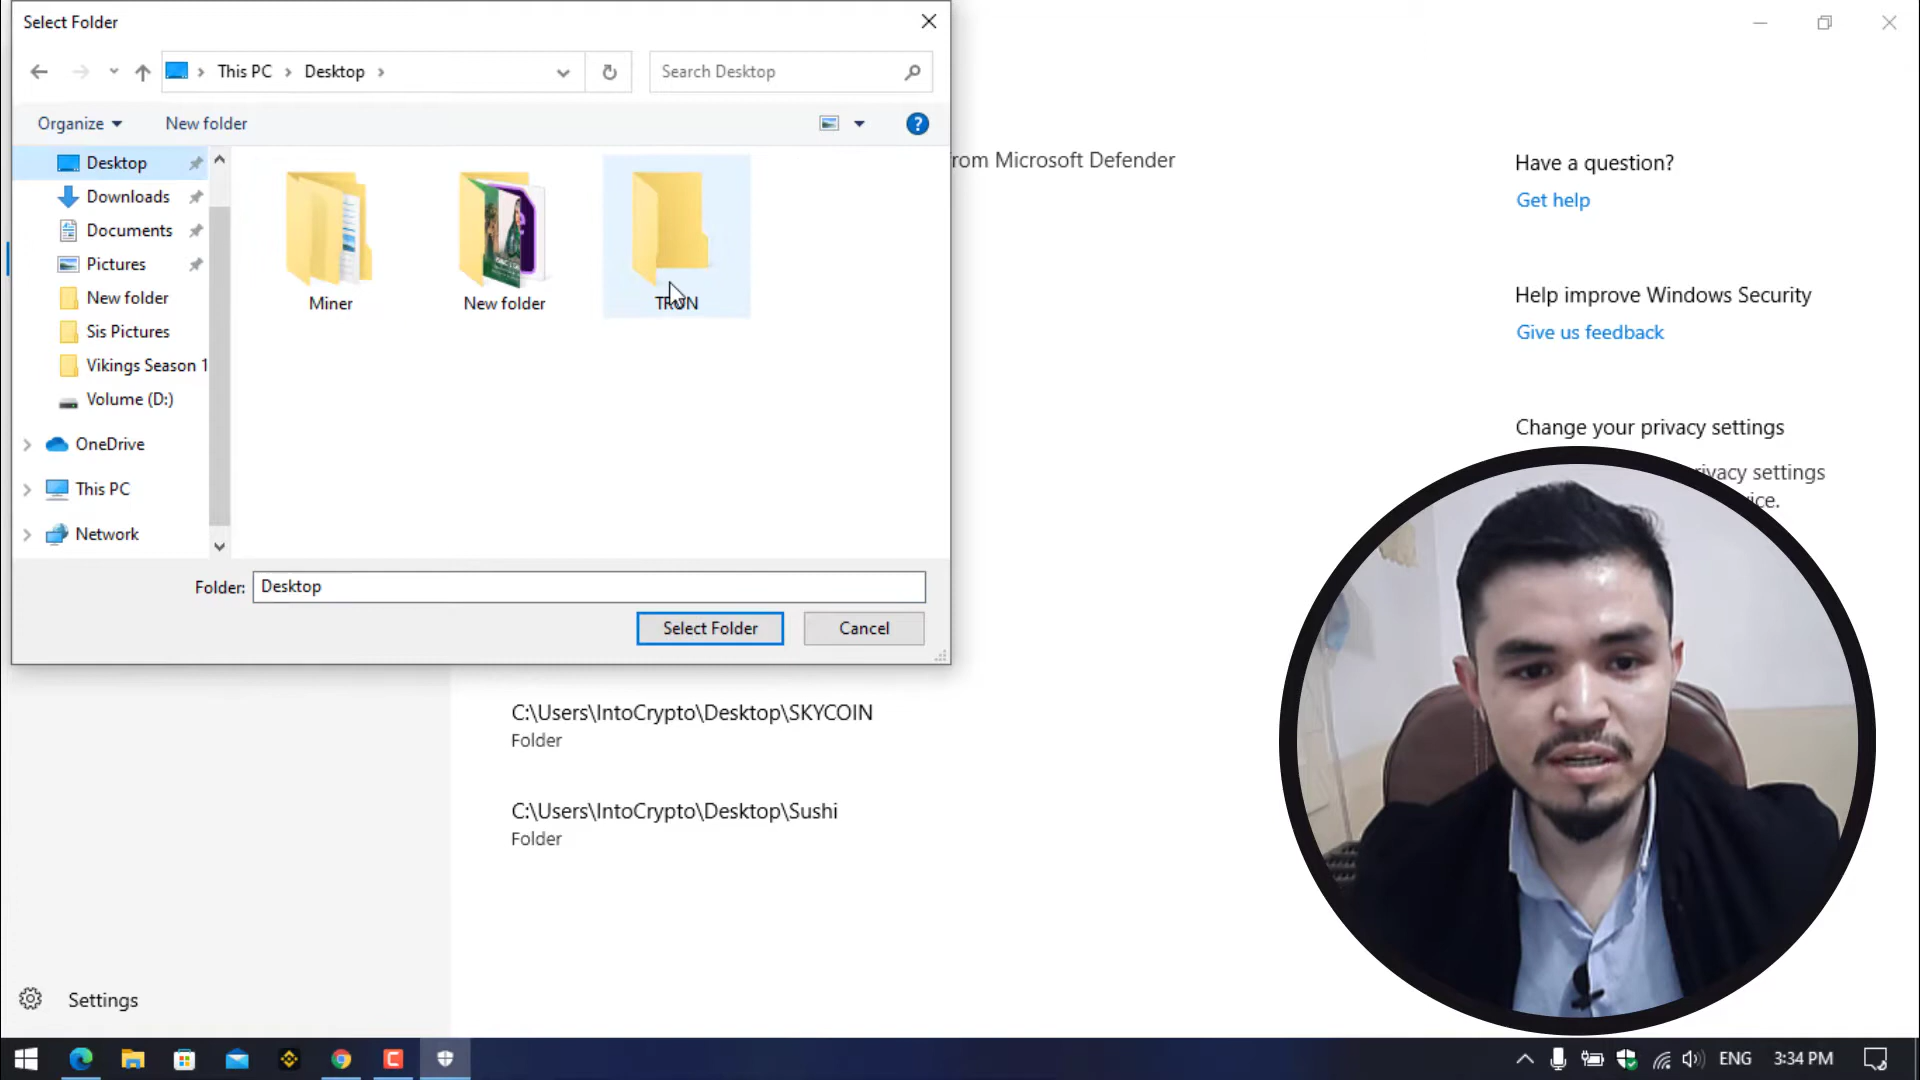 Select Folder
This PC
Desktop
Search Desktop
Organize
New folder
Desktop
Downloads
Documents
Pictures
New folder
Sis Pictures
Vikings Season 1
Volume (D:)
OneDrive
This PC
Network
Miner
New folder
TRON
Folder: Desktop
Select Folder
Cancel
from Microsoft Defender
C:\Users\IntoCrypto\Desktop\SKYCOIN
Folder
C:\Users\IntoCrypto\Desktop\Sushi
Folder
Have a question?
Get help
Help improve Windows Security
Give us feedback
Change your privacy settings
privacy settings
Settings
ENG
3:34 PM